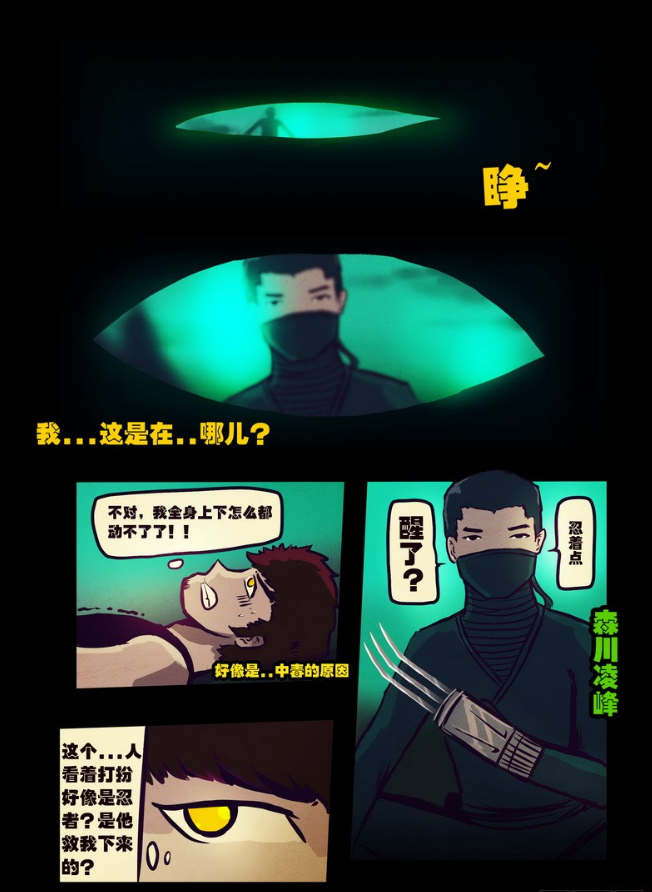 睁~
我...这是在..哪儿?
不对，我全身上下怎么都
动不了了！！
好像是..中毒的原因
醒了?
忍着点
森川凌峰
这个...人
看着打扮
好像是忍
者？是他
救我下来
的？